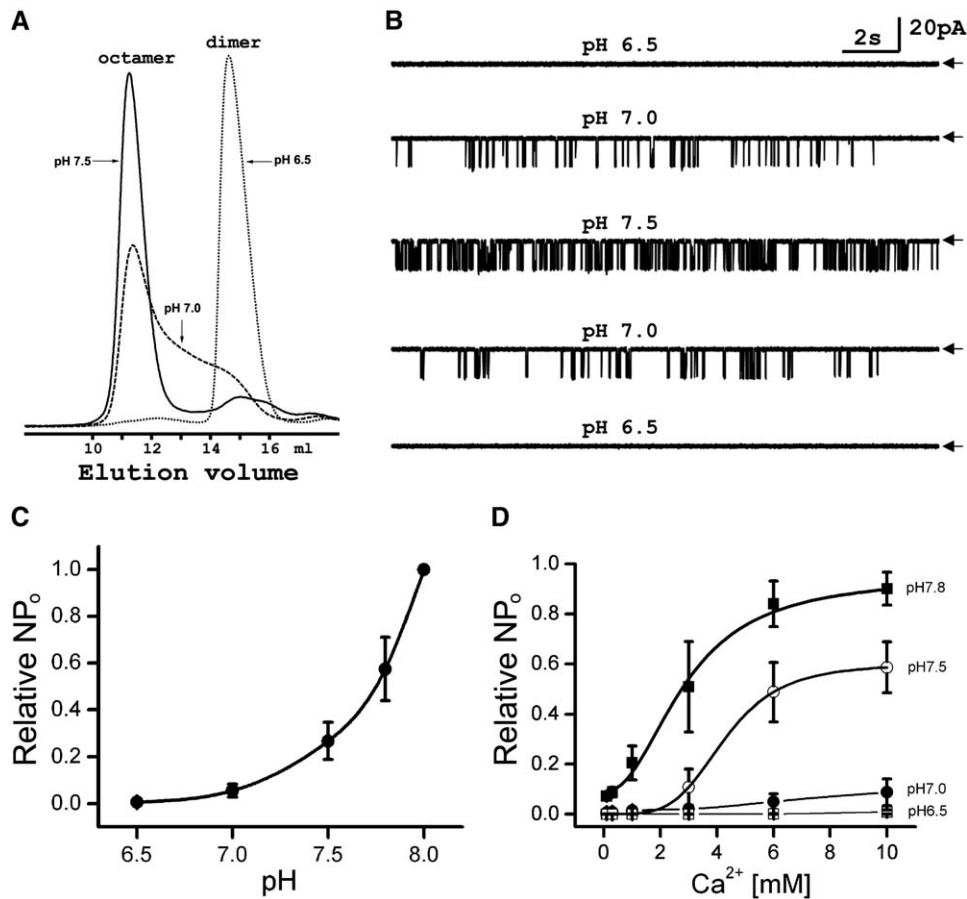 A
octamer
dimer
pH 7.5
pH 6.5
pH 7.0
10 12 14 16 ml
Elution volume
B
2s
20pA
pH 6.5
pH 7.0
pH 7.5
pH 7.0
pH 6.5
C
Relative NPo
1.0
0.8
0.6
0.4
0.2
0.0
6.5 7.0 7.5 8.0
pH
D
Relative NPo
1.0
0.8
0.6
0.4
0.2
0.0
pH7.8
pH7.5
pH7.0
pH6.5
0 2 4 6 8 10
Ca2+ [mM]